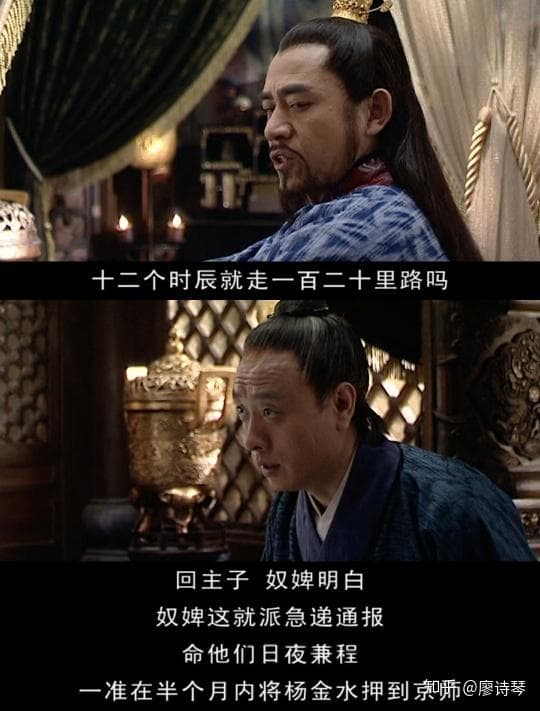 十二个时辰就走一百二十里路吗
回主子 奴婢明白
奴婢这就派急递通报
命他们日夜兼程
一准在半个月内将杨金水押到京师
知乎 @廖诗琴